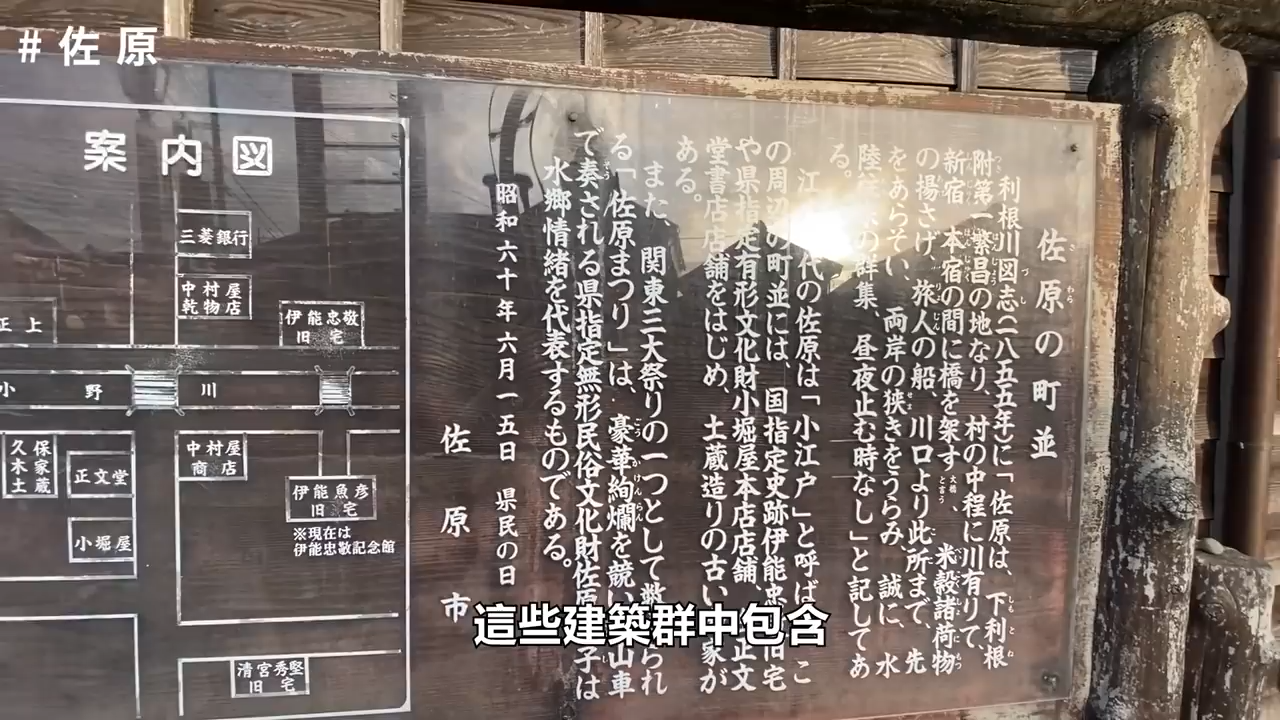 #佐原
佐原の町並
利根川図志(一八五五年)に「佐原は、下利根
附第一繁昌の地なり、村の中程に川有りて、
新宿 本宿の間に橋を架す 大橋と言う 米穀諸荷物
の揚さげ、旅人の船、川口より此所まで、先
をあらそい、両岸の狭きをうらみ、誠に、水
陸 の群集、昼夜止む時なし」と記してあ
る。
江 代の佐原は「小江戸」と呼ば こ
の周辺の町並には、国指定史跡伊能忠 旧宅
や県指定有形文化財小堀屋本店店舗、 正文
堂書店店舗をはじめ、土蔵造りの古い 家が
ある。
また、関東三大祭りの一つとして られ
る「佐原まつり」は、豪華絢爛を競い 山車
で奏される県指定無形民俗文化財佐原 子は
水郷情緒を代表するものである。
昭和六十年六月一五日 県民の日
佐原市
案内図
三菱銀行
中村屋
乾物店
正上
伊能忠敬
旧宅
小野川
久保
木家
土蔵
正文堂
中村屋
商店
伊能魚彦
旧宅
※現在は
伊能忠敬記念館
小堀屋
清宮秀堅
旧宅
這些建築群中包含